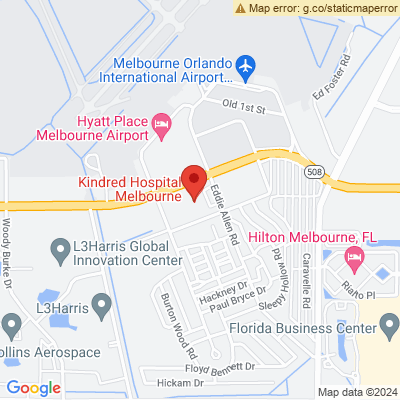 Map error: g.co/staticmaperror
Melbourne Orlando
International Airport...
Old 1st St
Ed Foster Rd
Hyatt Place
Melbourne Airport
508
Kindred Hospital
Melbourne
Eddie Allen Rd
Woody Burke Dr
L3Harris Global
Innovation Center
Hilton Melbourne, FL
Caravelle Rd
Sleepy Hollow Rd
Hackney Dr
Paul Bryce Dr
Rialto Pl
L3Harris
Burton Wood Rd
Florida Business Center
ollins Aerospace
Floyd Bennett Dr
Hickam Dr
Google
Map data ©2024